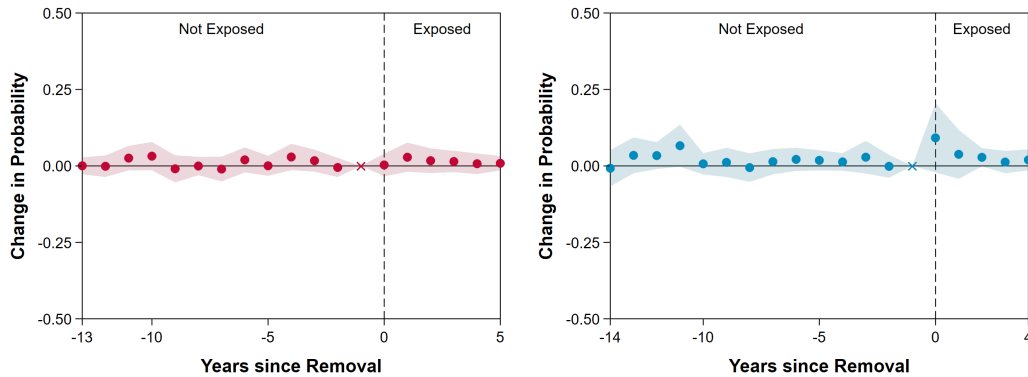 0.50
0.25
0.00
-0.25
-0.50
Change in Probability
Not Exposed
Exposed
-13
-10
-5
0
5
Years since Removal
0.50
0.25
0.00
-0.25
-0.50
Change in Probability
Not Exposed
Exposed
-14
-10
-5
0
4
Years since Removal